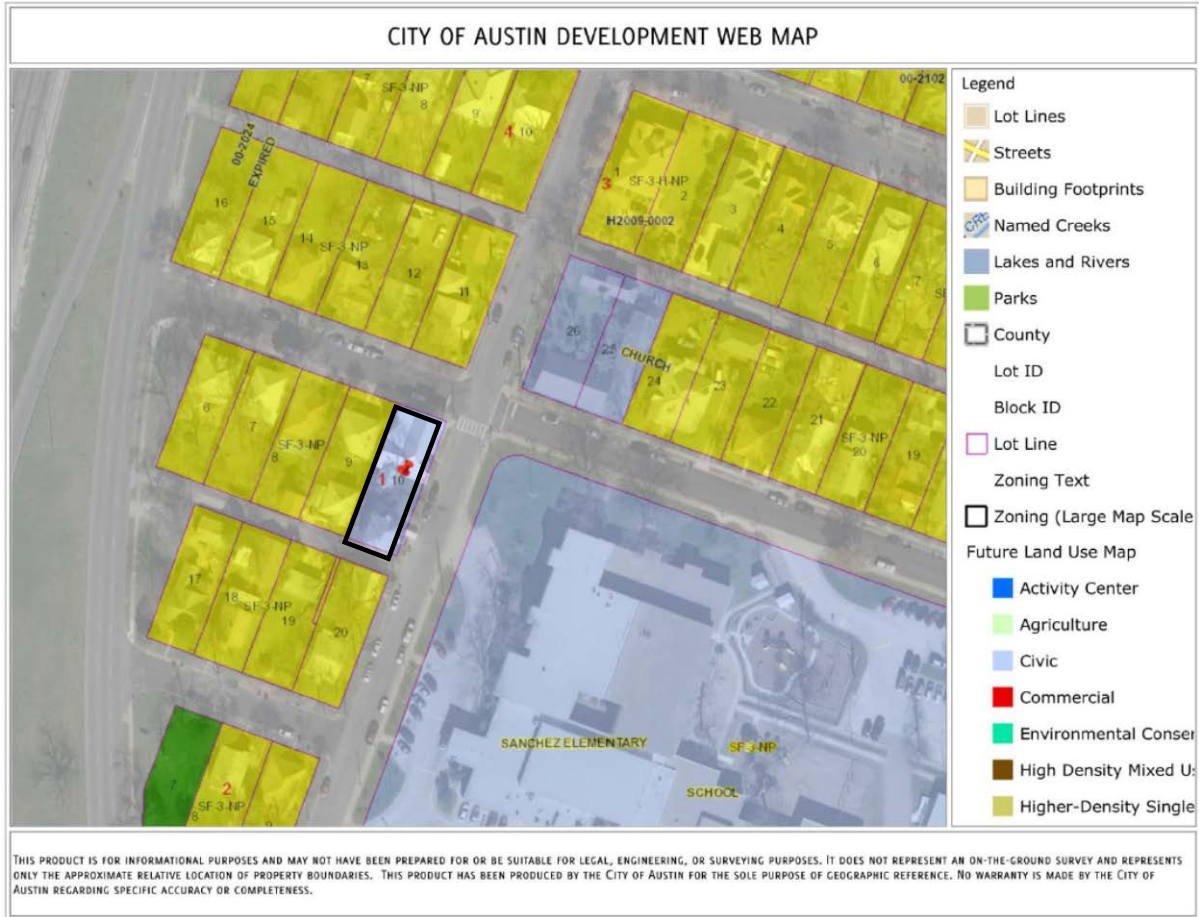 CITY OF AUSTIN DEVELOPMENT WEB MAP
00-2102
7
SF-3-NP
8
9
4 10
00-2024
EXPIRED
16
15
14
SF-3-NP
13
12
11
3
1
SF-3-H-NP
2
H2009-0002
3
4
5
6
7
26
25
CHURCH
24
23
22
21
SF-3-NP
20
19
6
7
SF-3-NP
8
9
1 10
17
18
SF-3-NP
19
20
7
2
SF-3-NP
8
9
SANCHEZ ELEMENTARY
SF-3-NP
SCHOOL
Legend
Lot Lines
Streets
Building Footprints
CRE
Named Creeks
Lakes and Rivers
Parks
County
Lot ID
Block ID
Lot Line
Zoning Text
Zoning (Large Map Scale
Future Land Use Map
Activity Center
Agriculture
Civic
Commercial
Environmental Conser
High Density Mixed Us
Higher-Density Single
THIS PRODUCT IS FOR INFORMATIONAL PURPOSES AND MAY NOT HAVE BEEN PREPARED FOR OR BE SUITABLE FOR LEGAL, ENGINEERING, OR SURVEYING PURPOSES. IT DOES NOT REPRESENT AN ON-THE-GROUND SURVEY AND REPRESENTS
ONLY THE APPROXIMATE RELATIVE LOCATION OF PROPERTY BOUNDARIES. THIS PRODUCT HAS BEEN PRODUCED BY THE CITY OF AUSTIN FOR THE SOLE PURPOSE OF GEOGRAPHIC REFERENCE. NO WARRANTY IS MADE BY THE CITY OF
AUSTIN REGARDING SPECIFIC ACCURACY OR COMPLETENESS.